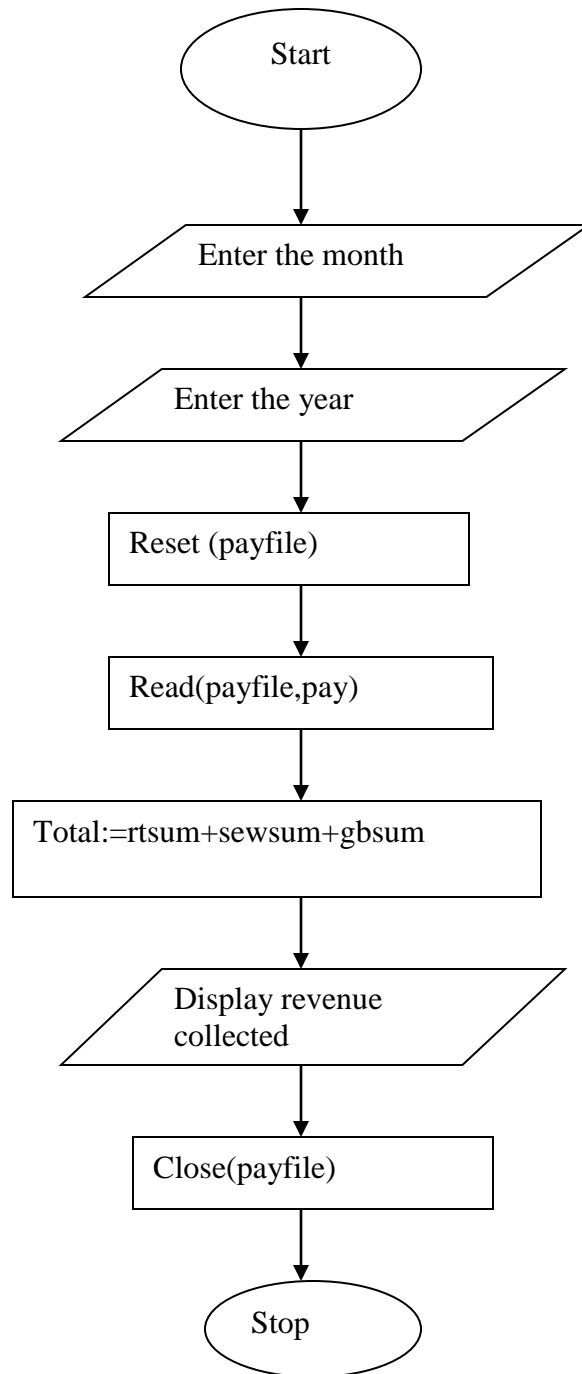 Start
Enter the month
Enter the year
Reset (payfile)
Read(payfile,pay)
Total:=rtsum+sewsum+gbsum
Display revenue
collected
Close(payfile)
Stop